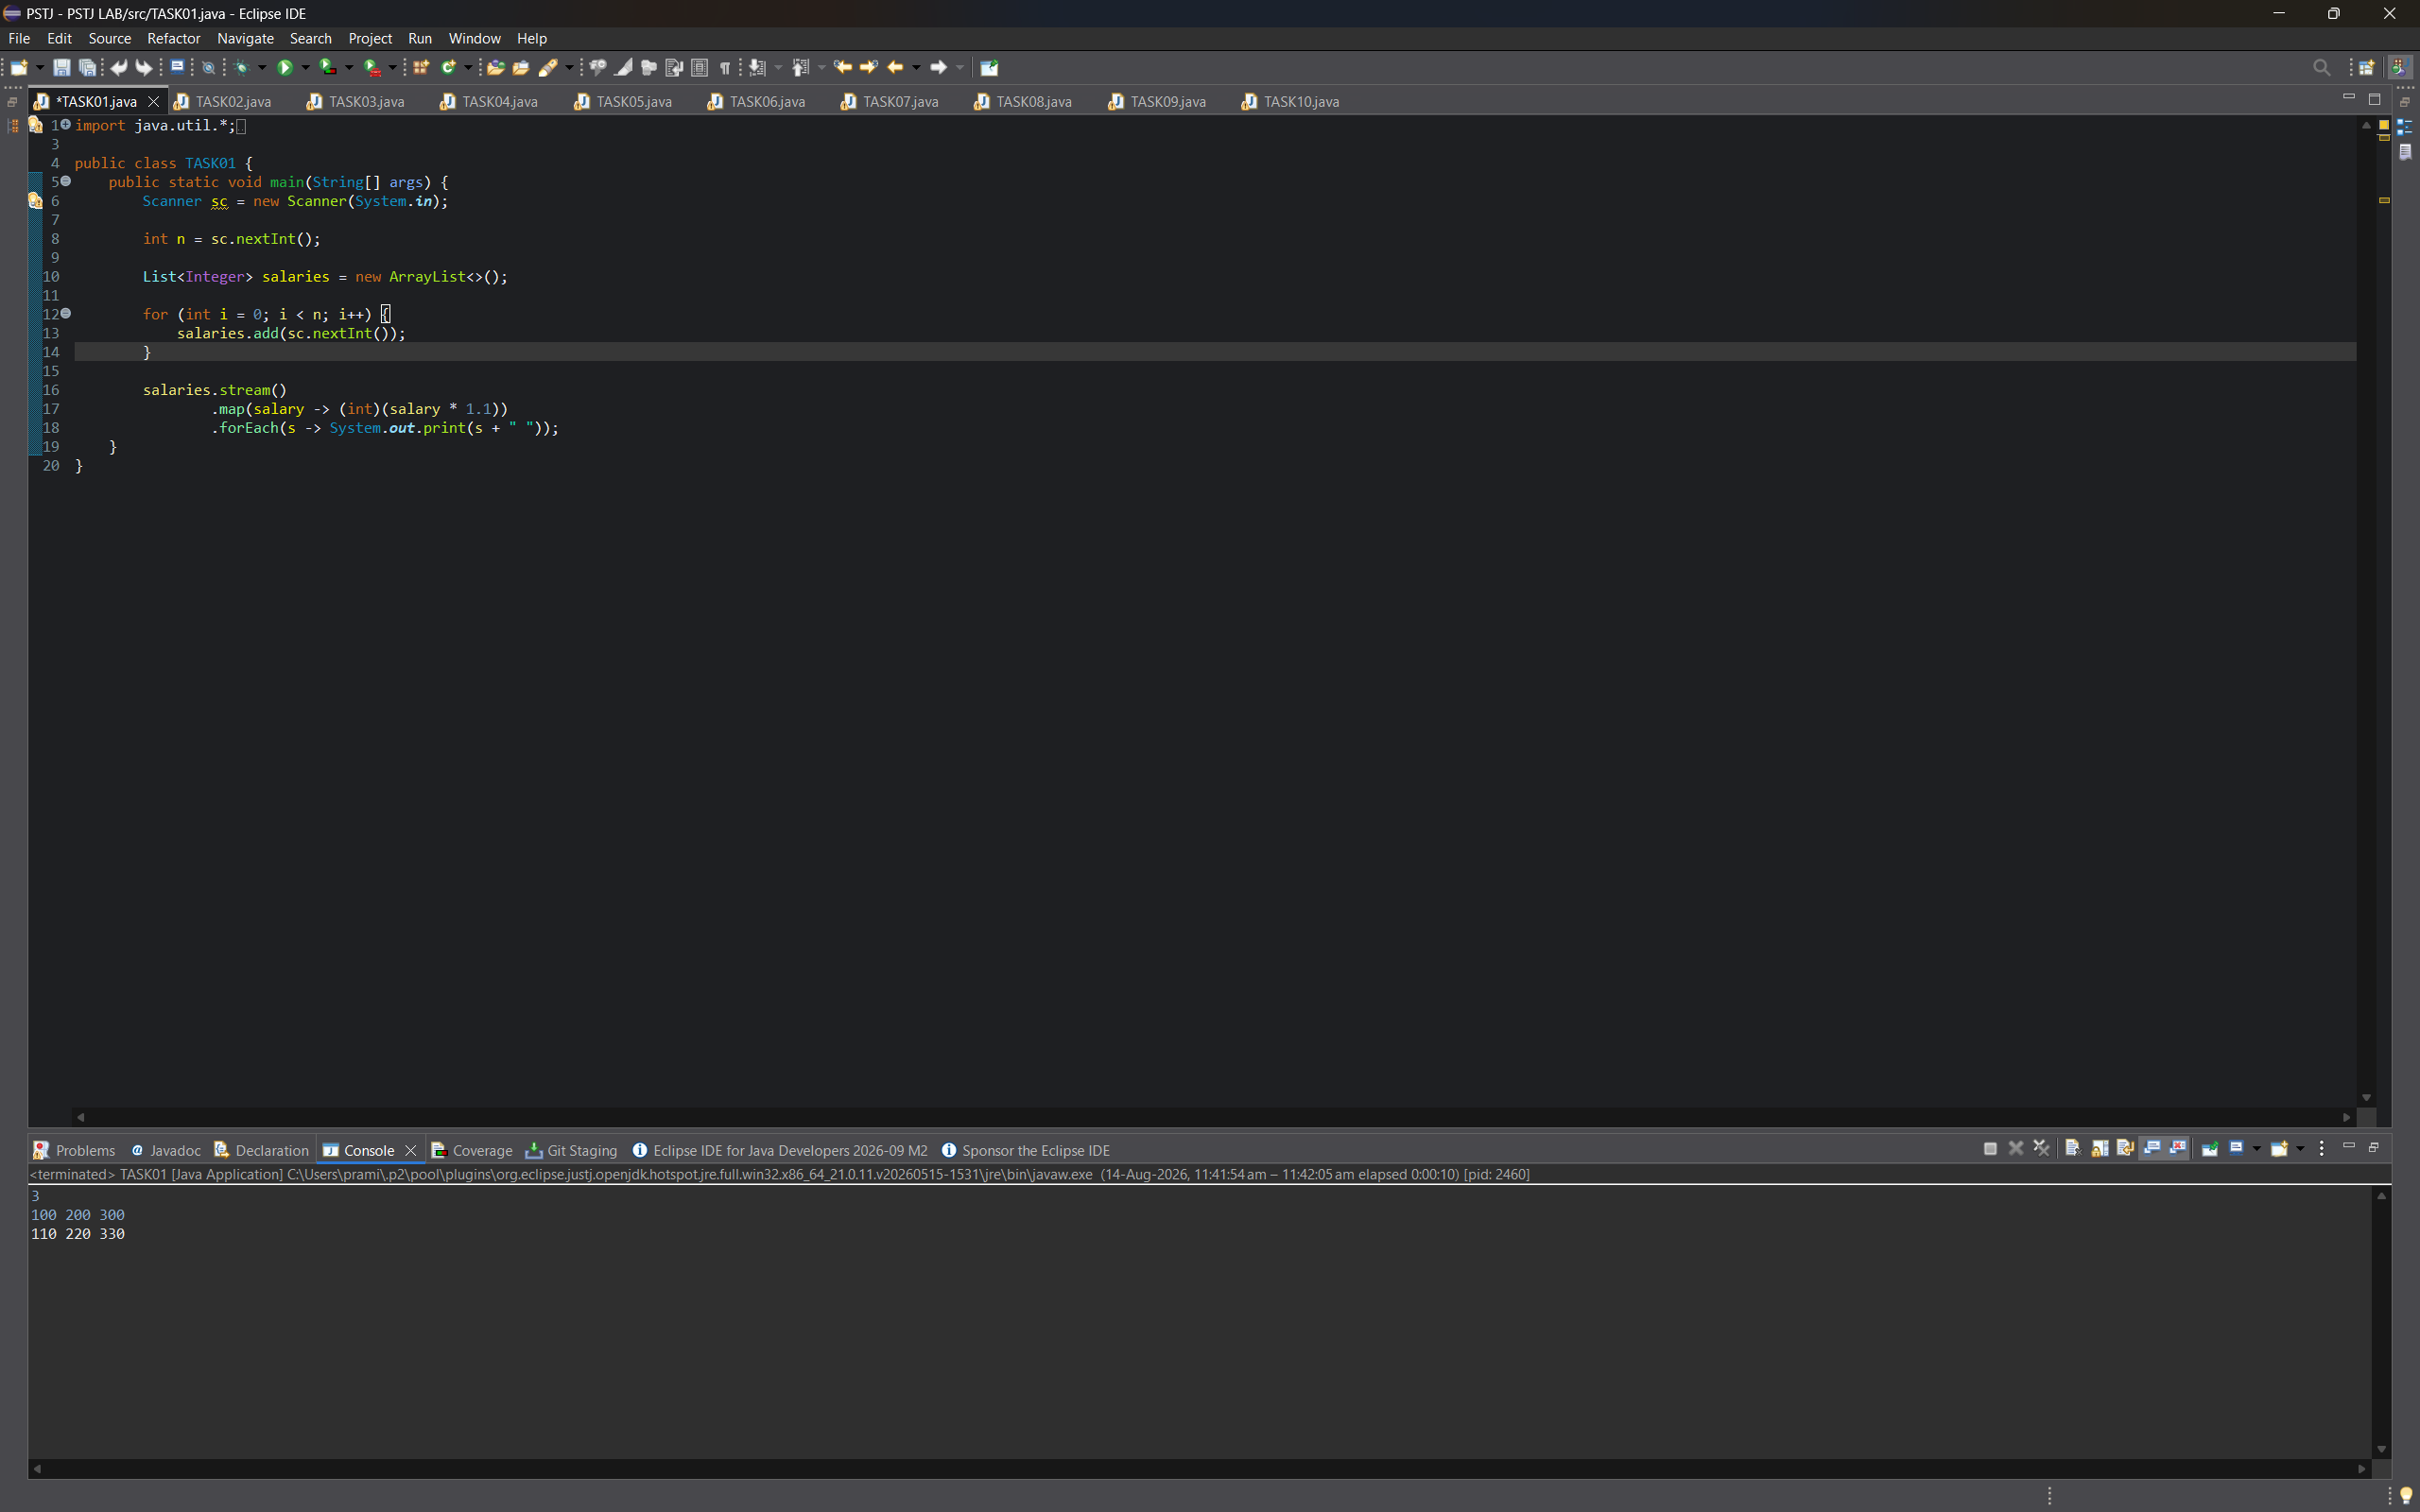 PSTJ - PSTJ LAB/src/TASK01.java - Eclipse IDE
File Edit Source Refactor Navigate Search Project Run Window Help
*TASK01.java TASK02.java TASK03.java TASK04.java TASK05.java TASK06.java TASK07.java TASK08.java TASK09.java TASK10.java
1 import java.util.*;
3
4 public class TASK01 {
5 public static void main(String[] args) {
6 Scanner sc = new Scanner(System.in);
7
8 int n = sc.nextInt();
9
10 List<Integer> salaries = new ArrayList<>();
11
12 for (int i = 0; i < n; i++) {
13 salaries.add(sc.nextInt());
14 }
15
16 salaries.stream()
17 .map(salary -> (int)(salary * 1.1))
18 .forEach(s -> System.out.print(s + " "));
19 }
20 }
Problems @ Javadoc Declaration Console Coverage Git Staging Eclipse IDE for Java Developers 2026-09 M2 Sponsor the Eclipse IDE
<terminated> TASK01 [Java Application] C:\Users\prami\.p2\pool\plugins\org.eclipse.justj.openjdk.hotspot.jre.full.win32.x86_64_21.0.11.v20260515-1531\jre\bin\javaw.exe (14-Aug-2026, 11:41:54 am – 11:42:05 am elapsed 0:00:10) [pid: 2460]
3
100 200 300
110 220 330